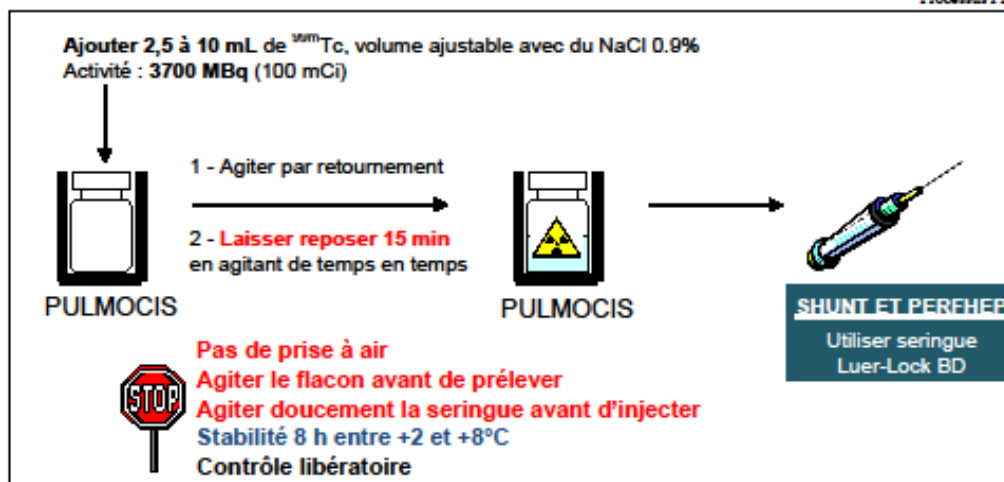 Ajouter 2,5 à 10 mL de 99mTc, volume ajustable avec du NaCl 0.9%
Activité : 3700 MBq (100 mCi)
1 - Agiter par retournement
2 - Laisser reposer 15 min
en agitant de temps en temps
PULMOCIS
PULMOCIS
SHUNT ET PERFHEP
Utiliser seringue
Luer-Lock BD
STOP
Pas de prise à air
Agiter le flacon avant de prélever
Agiter doucement la seringue avant d'injecter
Stabilité 8 h entre +2 et +8°C
Contrôle libératoire